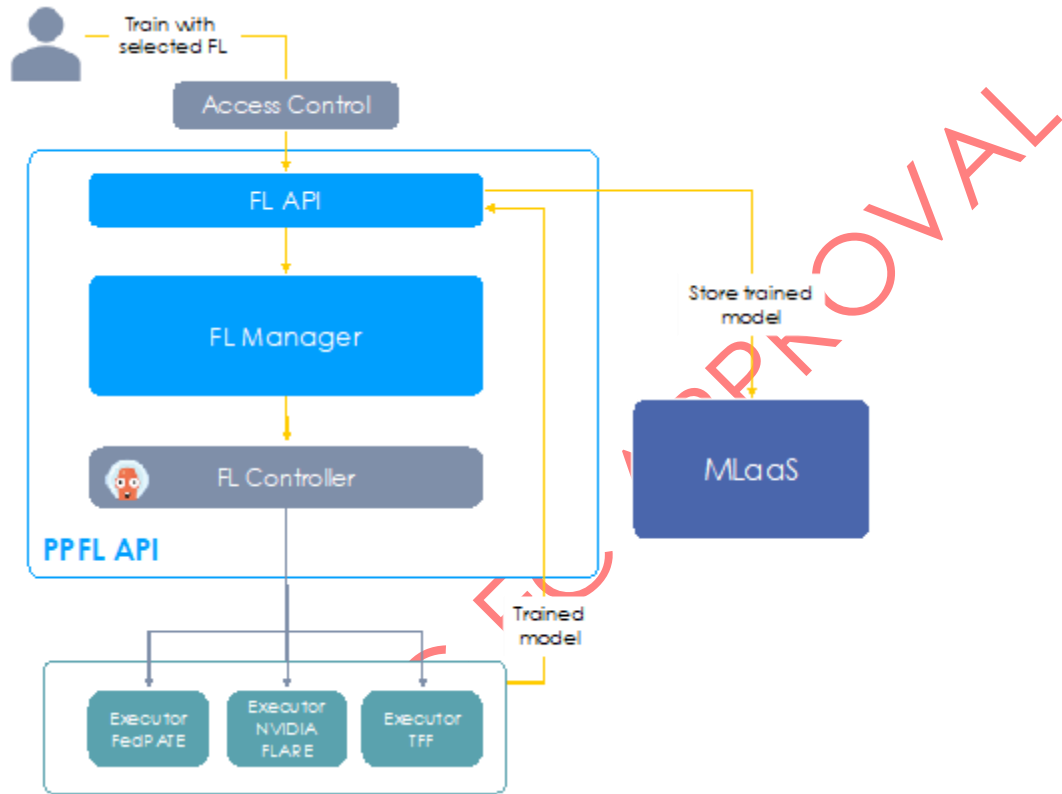 Train with
selected FL
Access Control
FL API
FL Manager
Store trained
model
MLaaS
FL Controller
PPFL API
Trained
model
Executor
FedPATE
Executor
NVIDIA
FLARE
Executor
TFF